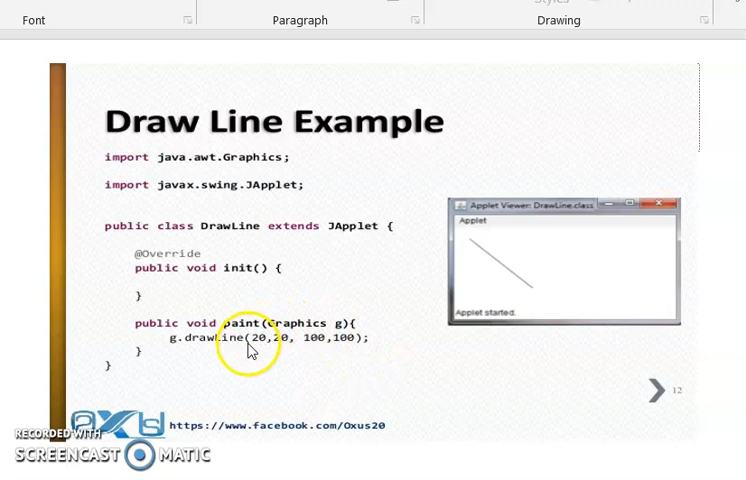 Font Paragraph Drawing
Draw Line Example
import java.awt.Graphics;
import javax.swing.JApplet;
public class DrawLine extends JApplet {
@Override
public void init() {
}
public void paint(Graphics g){
g.drawLine(20,20, 100,100);
}
}
Applet Viewer: DrawLine.class
Applet
Applet started.
12
https://www.facebook.com/Oxus20
RECORDED WITH
SCREENCAST MATIC